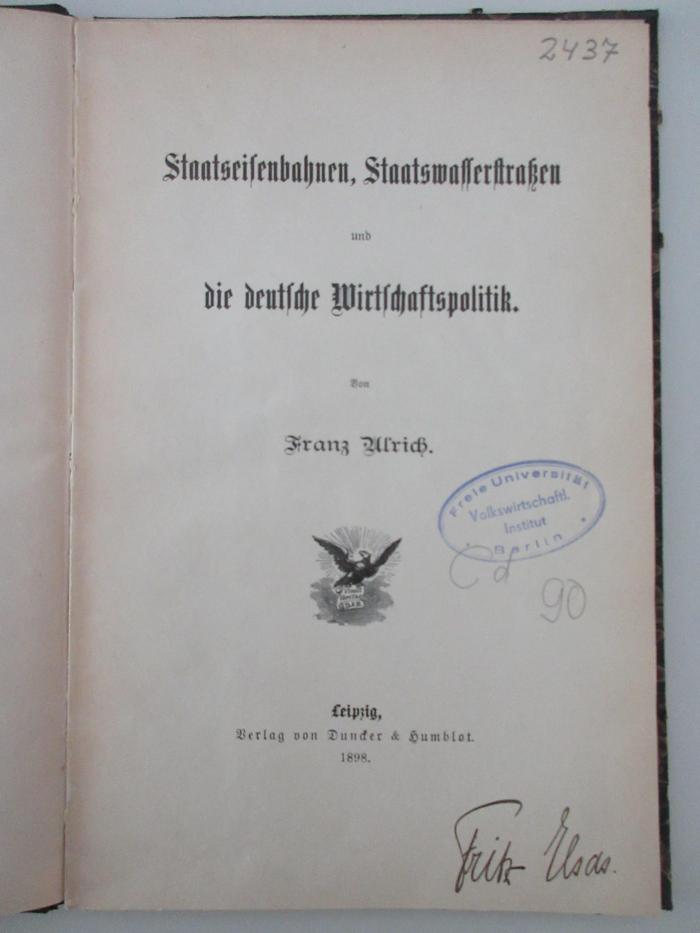 2437
Staatseisenbahnen, Staatswasserstraßen
und
die deutsche Wirtschaftspolitik.
Von
Franz Ulrich.
Freie Universität
Volkswirtschaftl.
Institut
Berlin
Cd
90
Leipzig,
Verlag von Duncker & Humblot.
1898.
Fritz Elsas.